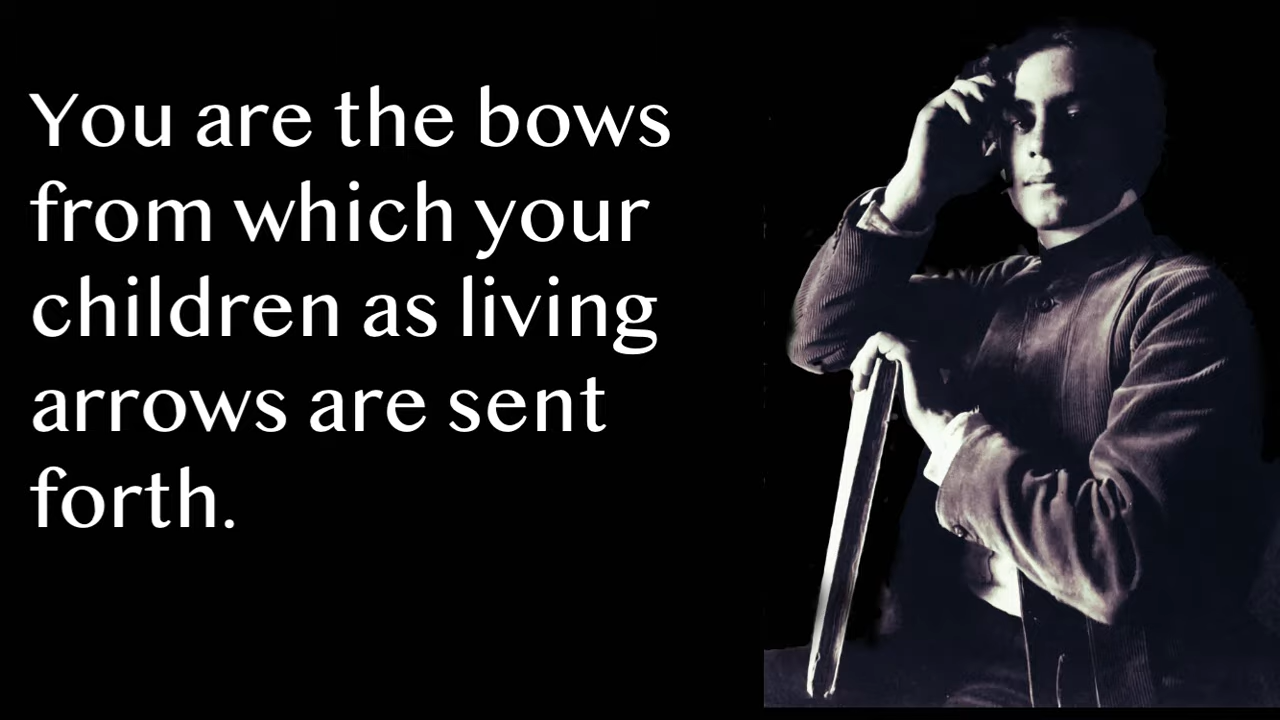 You are the bows
from which your
children as living
arrows are sent
forth.